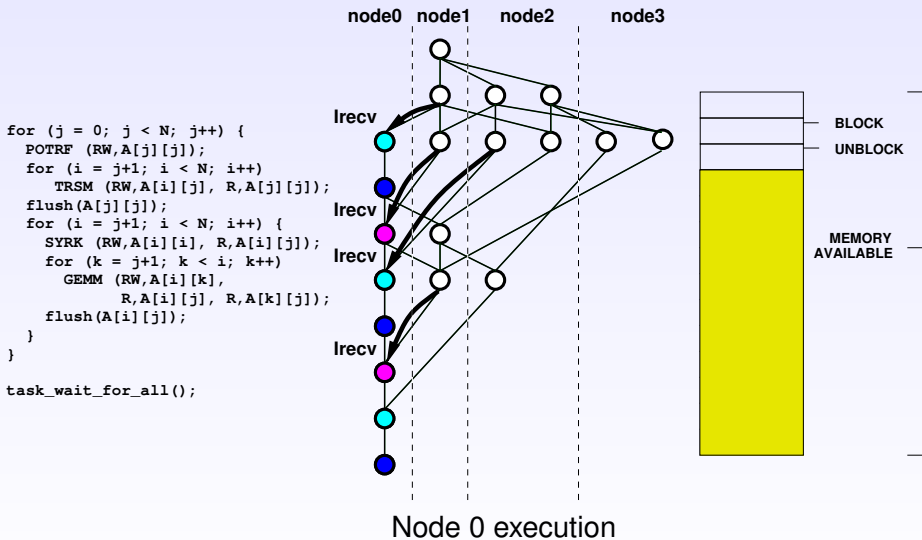 node0 node1 node2 node3
Irecv
for (j = 0; j < N; j++) {
POTRF (RW,A[j][j]);
for (i = j+1; i < N; i++)
TRSM (RW,A[i][j], R,A[j][j]);
flush(A[j][j]);
for (i = j+1; i < N; i++) {
SYRK (RW,A[i][i], R,A[i][j]);
for (k = j+1; k < i; k++)
GEMM (RW,A[i][k],
R,A[i][j], R,A[k][j]);
flush(A[i][j]);
}
}
task_wait_for_all();
Irecv
Irecv
Irecv
BLOCK
UNBLOCK
MEMORY
AVAILABLE
Node 0 execution